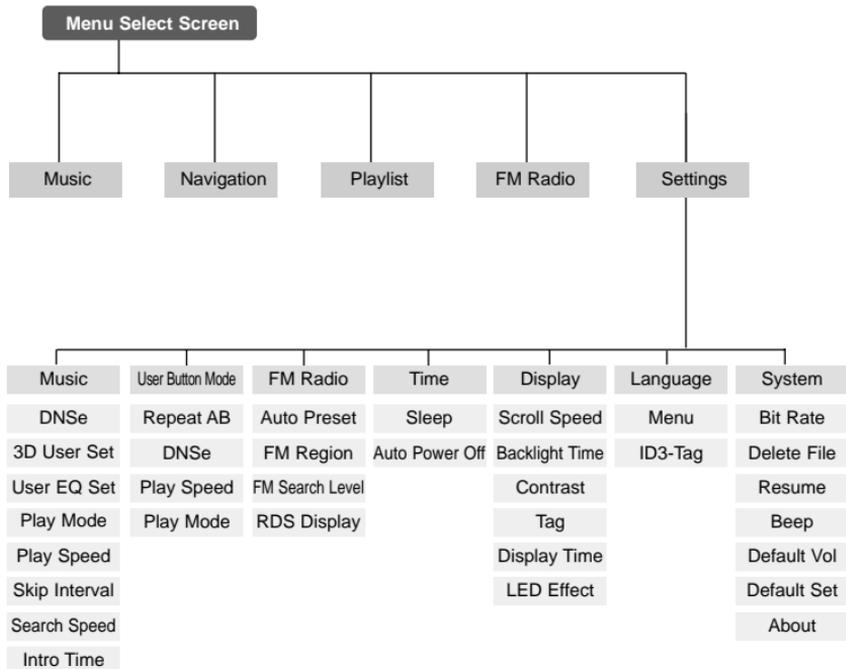 Menu Select Screen
Music
Navigation
Playlist
FM Radio
Settings
Music
DNSe
3D User Set
User EQ Set
Play Mode
Play Speed
Skip Interval
Search Speed
Intro Time
User Button Mode
Repeat AB
DNSe
Play Speed
Play Mode
FM Radio
Auto Preset
FM Region
FM Search Level
RDS Display
Time
Sleep
Auto Power Off
Display
Scroll Speed
Backlight Time
Contrast
Tag
Display Time
LED Effect
Language
Menu
ID3-Tag
System
Bit Rate
Delete File
Resume
Beep
Default Vol
Default Set
About